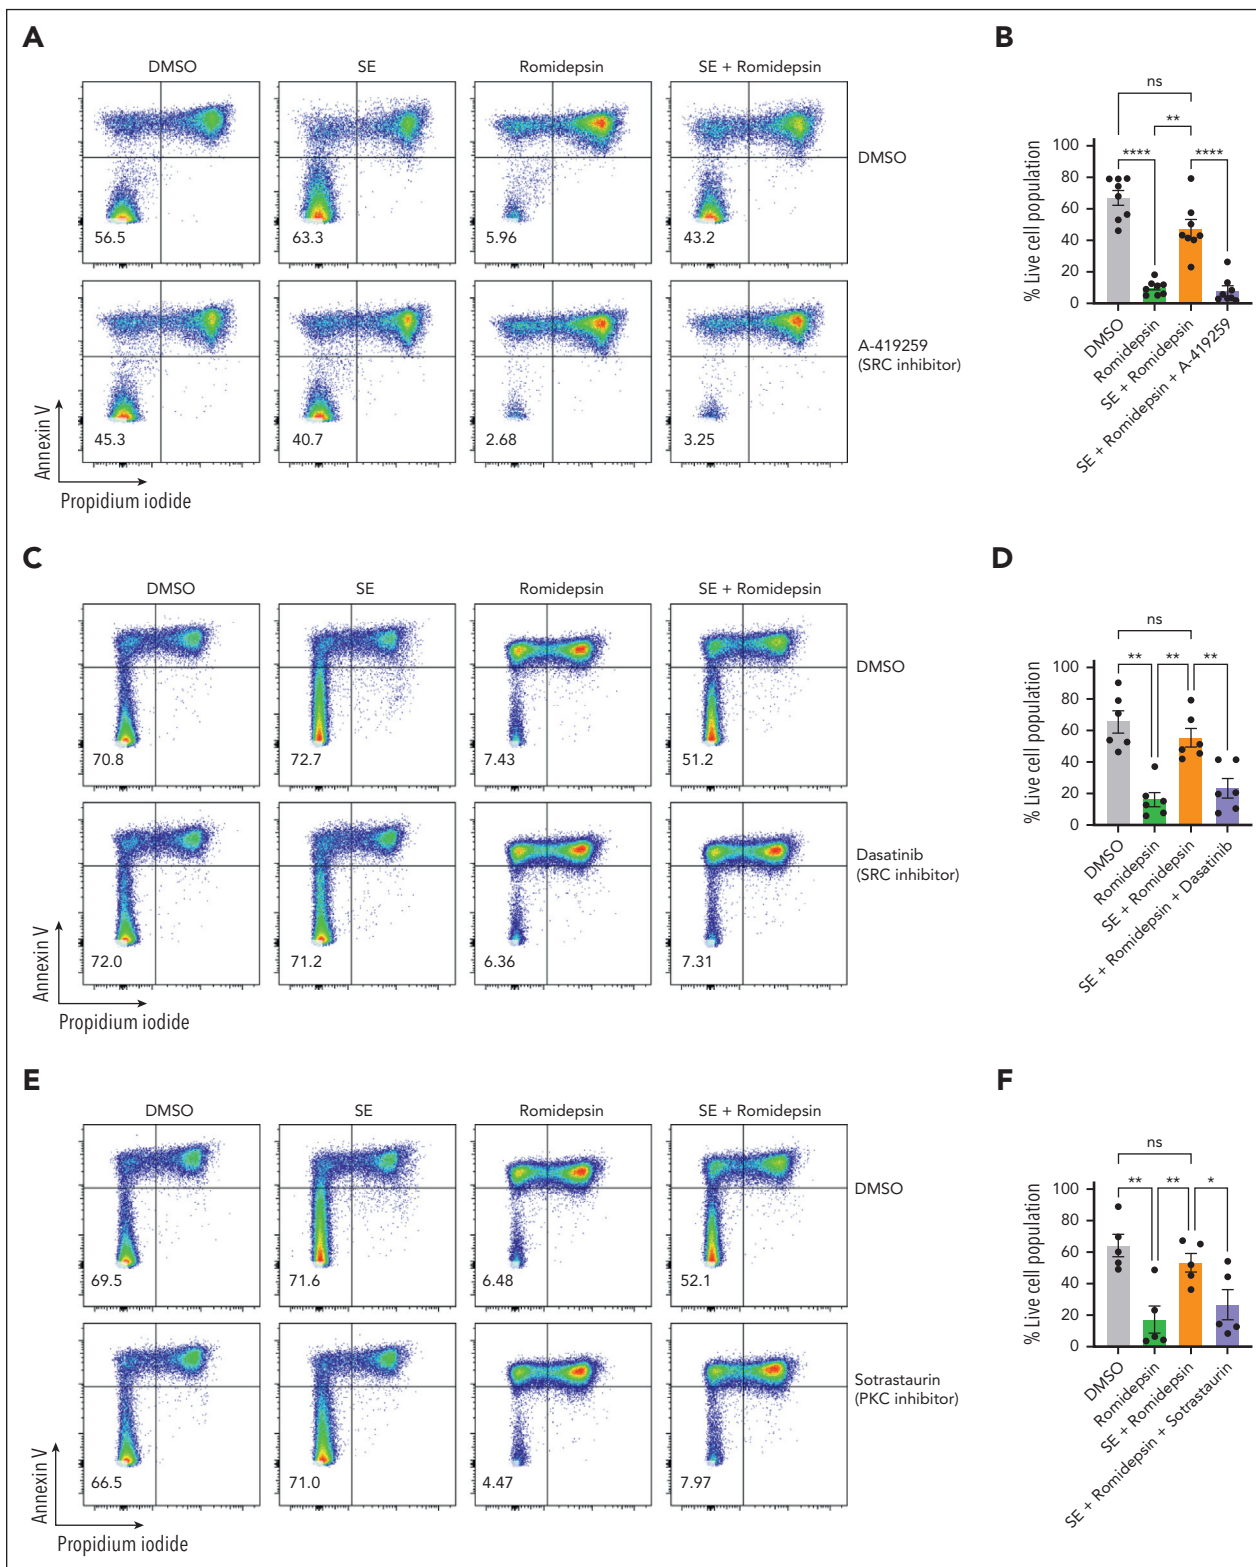 A
DMSO SE Romidepsin SE + Romidepsin
DMSO
56.5 63.3 5.96 43.2
A-419259
(SRC inhibitor)
45.3 40.7 2.68 3.25
Annexin V
Propidium iodide
B
ns
**
**** ****
% Live cell population
100
80
60
40
20
0
DMSO
Romidepsin
SE + Romidepsin
SE + Romidepsin + A-419259
C
DMSO SE Romidepsin SE + Romidepsin
DMSO
70.8 72.7 7.43 51.2
Dasatinib
(SRC inhibitor)
72.0 71.2 6.36 7.31
Annexin V
Propidium iodide
D
ns
** ** **
% Live cell population
100
80
60
40
20
0
DMSO
Romidepsin
SE + Romidepsin
SE + Romidepsin + Dasatinib
E
DMSO SE Romidepsin SE + Romidepsin
DMSO
69.5 71.6 6.48 52.1
Sotrastaurin
(PKC inhibitor)
66.5 71.0 4.47 7.97
Annexin V
Propidium iodide
F
ns
** ** *
% Live cell population
100
80
60
40
20
0
DMSO
Romidepsin
SE + Romidepsin
SE + Romidepsin + Sotrastaurin